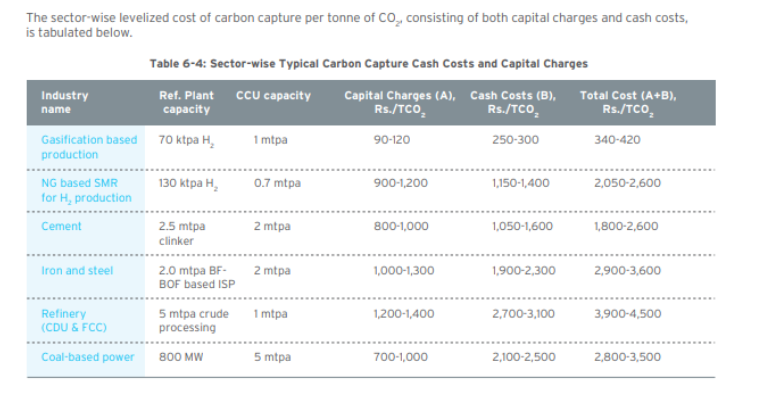 The sector-wise levelized cost of carbon capture per tonne of CO₂, consisting of both capital charges and cash costs,
is tabulated below.
Table 6-4: Sector-wise Typical Carbon Capture Cash Costs and Capital Charges
Industry name | Ref. Plant capacity | CCU capacity | Capital Charges (A), Rs./TCO₂ | Cash Costs (B), Rs./TCO₂ | Total Cost (A+B), Rs./TCO₂
Gasification based production | 70 ktpa H₂ | 1 mtpa | 90-120 | 250-300 | 340-420
NG based SMR for H₂ production | 130 ktpa H₂ | 0.7 mtpa | 900-1,200 | 1,150-1,400 | 2,050-2,600
Cement | 2.5 mtpa clinker | 2 mtpa | 800-1,000 | 1,050-1,600 | 1,800-2,600
Iron and steel | 2.0 mtpa BF-BOF based ISP | 2 mtpa | 1,000-1,300 | 1,900-2,300 | 2,900-3,600
Refinery (CDU & FCC) | 5 mtpa crude processing | 1 mtpa | 1,200-1,400 | 2,700-3,100 | 3,900-4,500
Coal-based power | 800 MW | 5 mtpa | 700-1,000 | 2,100-2,500 | 2,800-3,500